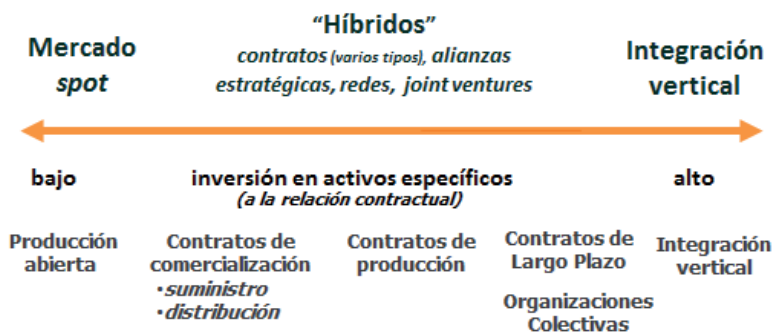 “Híbridos”
Mercado
spot
contratos (varios tipos), alianzas
estratégicas, redes, joint ventures
Integración
vertical
bajo
inversión en activos específicos
(a la relación contractual)
alto
Producción
abierta
Contratos de
comercialización
•suministro
•distribución
Contratos de
producción
Contratos de
Largo Plazo
Organizaciones
Colectivas
Integración
vertical